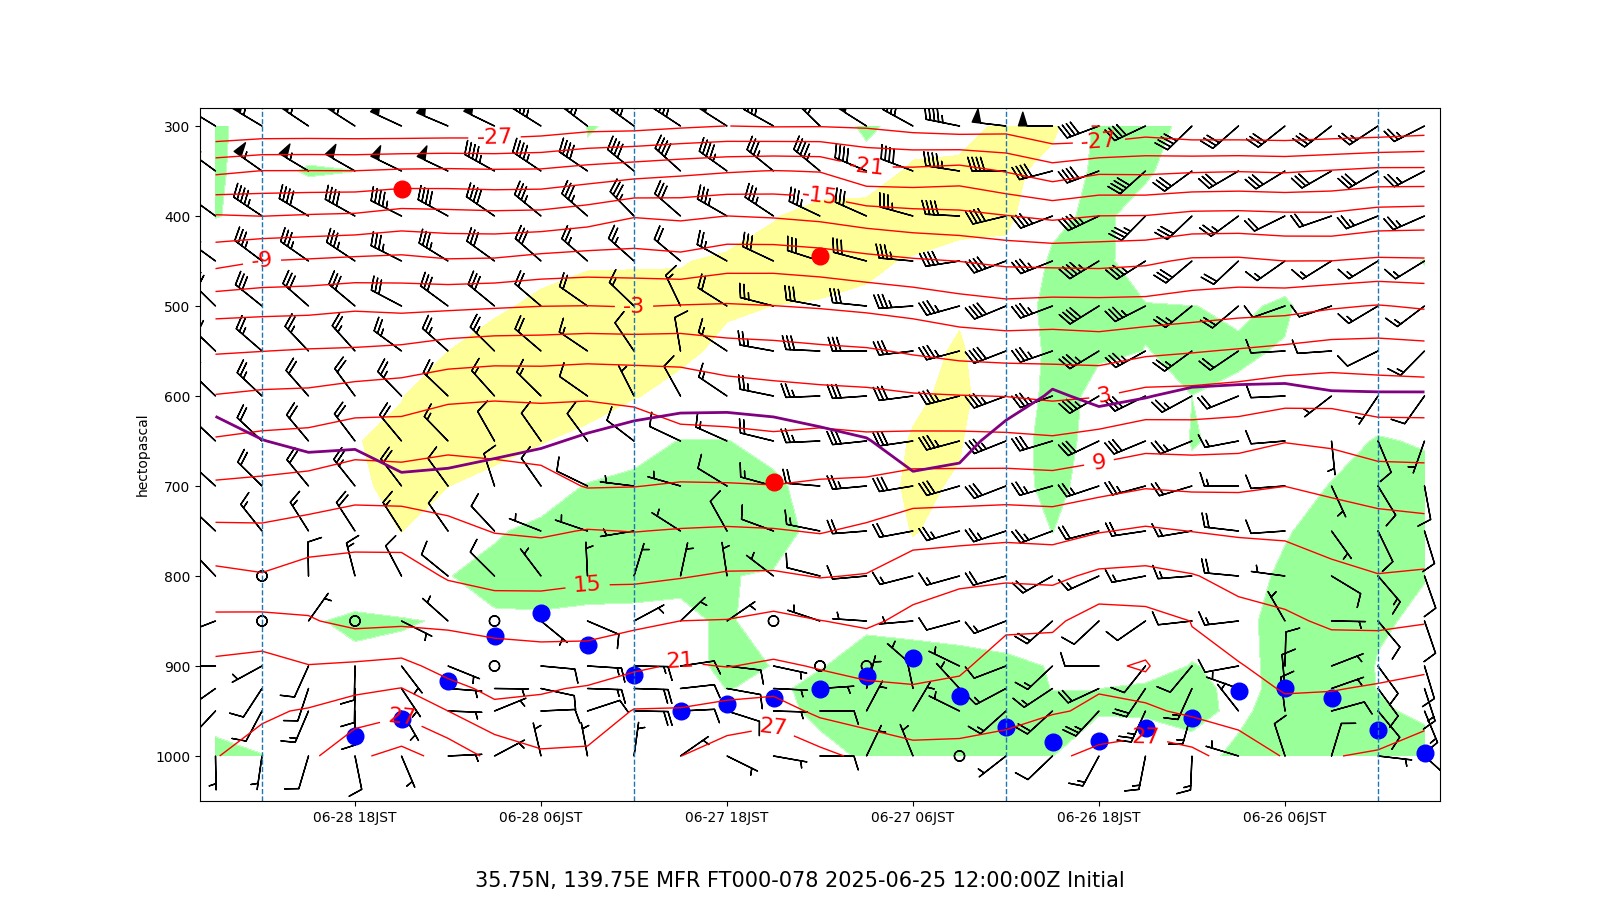 300
400
500
600
700
800
900
1000
hectopascal
-27
-27
21
-15
-9
-3
3
9
15
21
27
27
27
06-28 18JST
06-28 06JST
06-27 18JST
06-27 06JST
06-26 18JST
06-26 06JST
35.75N, 139.75E MFR FT000-078 2025-06-25 12:00:00Z Initial